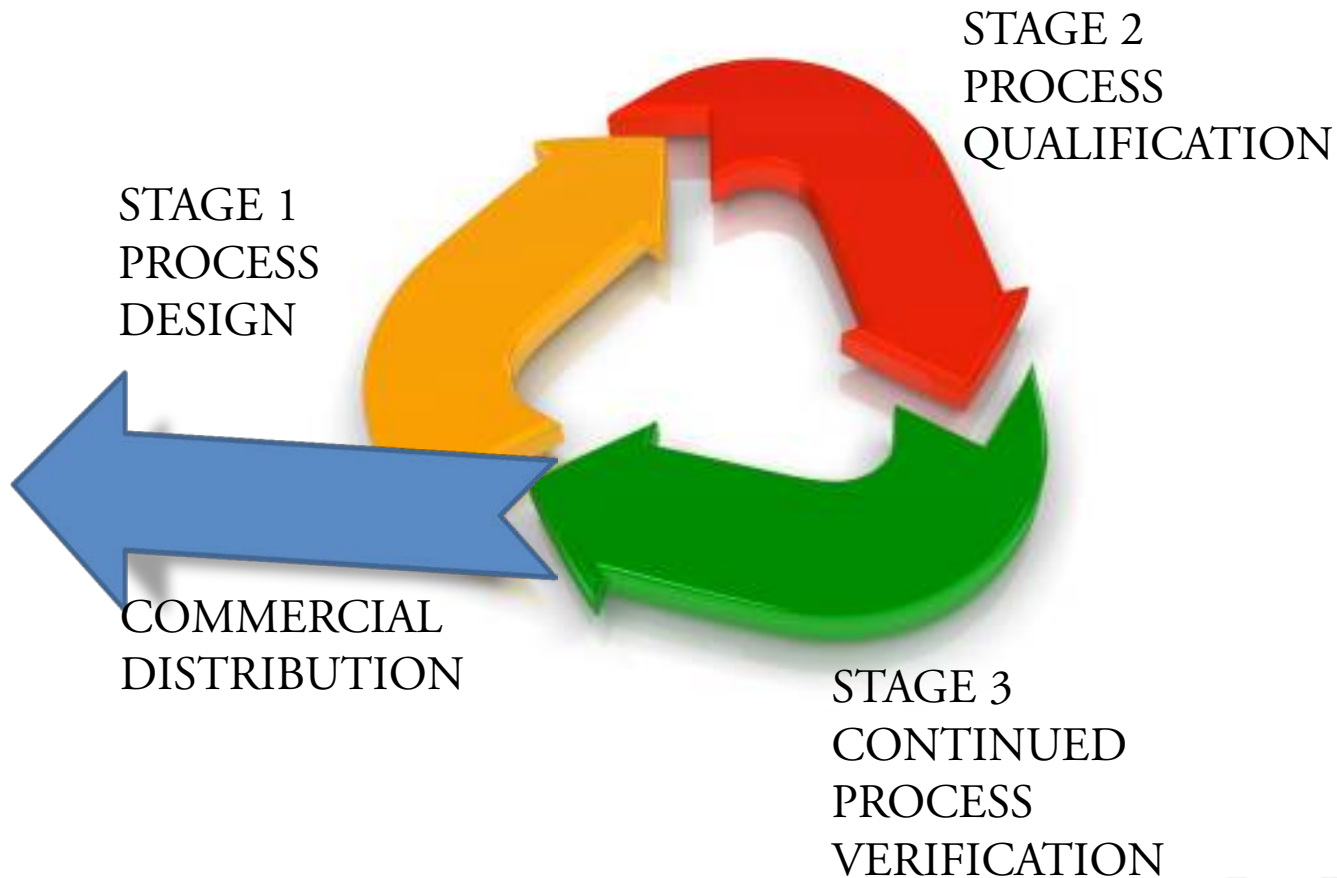 STAGE 1
PROCESS
DESIGN
STAGE 2
PROCESS
QUALIFICATION
COMMERCIAL
DISTRIBUTION
STAGE 3
CONTINUED
PROCESS
VERIFICATION